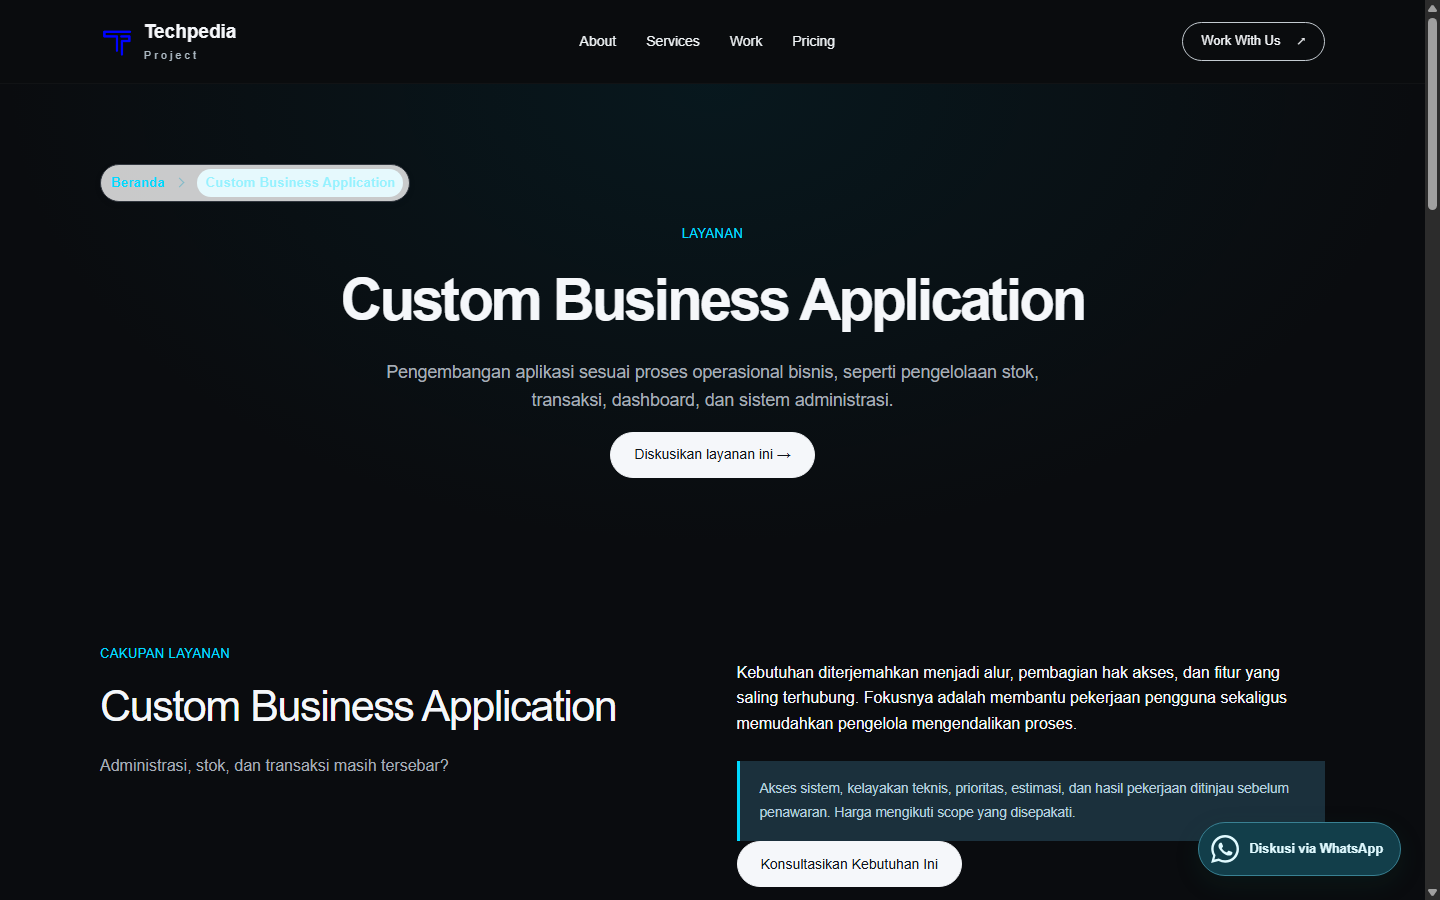 Techpedia
Project
About
Services
Work
Pricing
Work With Us ↗
Beranda > Custom Business Application
LAYANAN
Custom Business Application
Pengembangan aplikasi sesuai proses operasional bisnis, seperti pengelolaan stok,
transaksi, dashboard, dan sistem administrasi.
Diskusikan layanan ini →
CAKUPAN LAYANAN
Custom Business Application
Administrasi, stok, dan transaksi masih tersebar?
Kebutuhan diterjemahkan menjadi alur, pembagian hak akses, dan fitur yang
saling terhubung. Fokusnya adalah membantu pekerjaan pengguna sekaligus
memudahkan pengelola mengendalikan proses.
Akses sistem, kelayakan teknis, prioritas, estimasi, dan hasil pekerjaan ditinjau sebelum
penawaran. Harga mengikuti scope yang disepakati.
Konsultasikan Kebutuhan Ini
Diskusi via WhatsApp